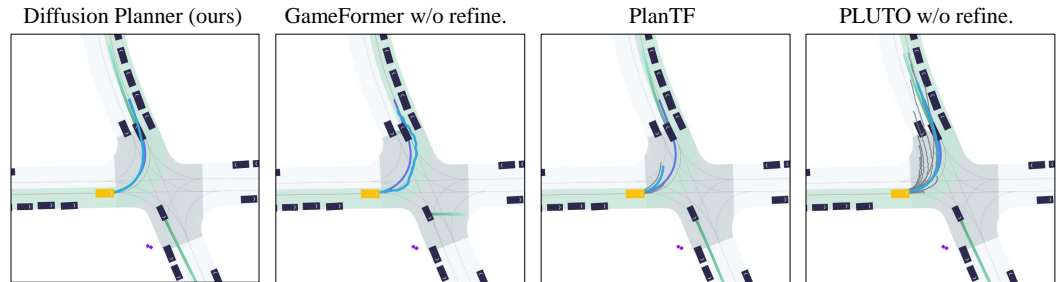 Diffusion Planner (ours)
GameFormer w/o refine.
PlanTF
PLUTO w/o refine.